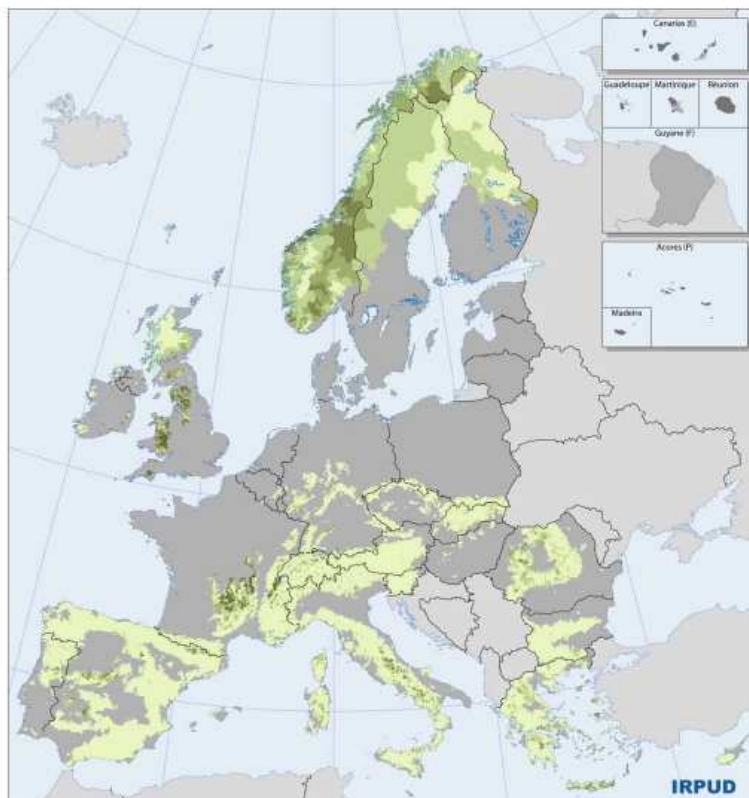 Canarias (E)
Guadeloupe
Martinique
Réunion
Guyane (F)
Acores (P)
Madeira
IRPUD